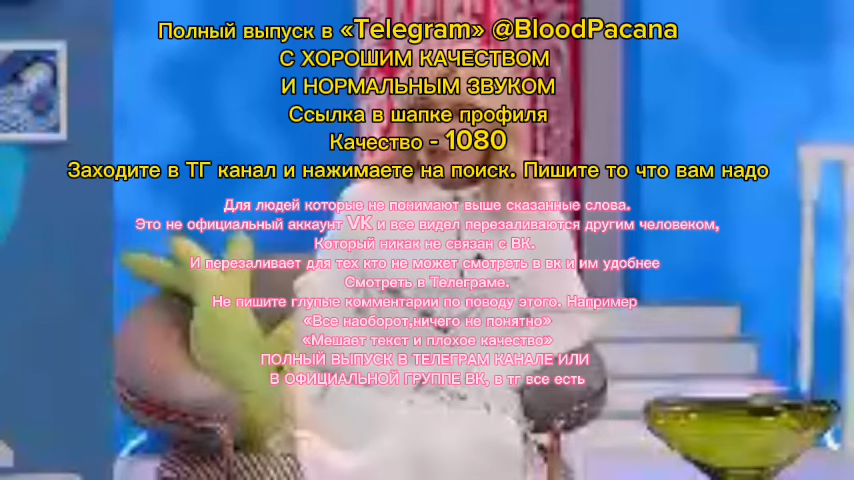 Полный выпуск в «Telegram» @BloodPacana
С ХОРОШИМ КАЧЕСТВОМ
И НОРМАЛЬНЫМ ЗВУКОМ
Ссылка в шапке профиля
Качество - 1080
Заходите в ТГ канал и нажимаете на поиск. Пишите то что вам надо
Для людей которые не понимают выше сказанные слова.
Это не официальный аккаунт VK и все видел перезаливаются другим человеком,
Который никак не связан с ВК.
И перезаливает для тех кто не может смотреть в вк и им удобнее
Смотреть в Телеграме.
Не пишите глупые комментарии по поводу этого. Например
«Все наоборот,ничего не понятно»
«Мешает текст и плохое качество»
ПОЛНЫЙ ВЫПУСК В ТЕЛЕГРАМ КАНАЛЕ ИЛИ
В ОФИЦИАЛЬНОЙ ГРУППЕ ВК, в тг все есть